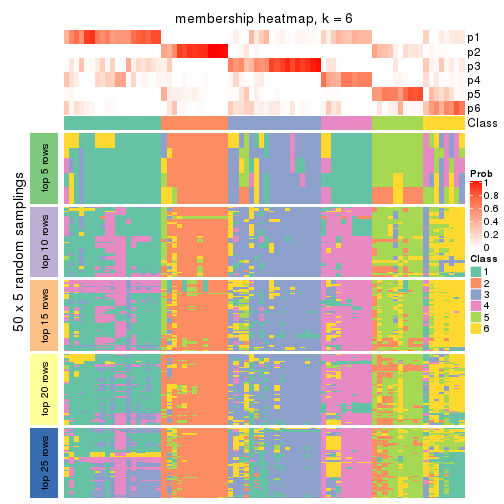 membership heatmap, k = 6
p1
p2
p3
p4
p5
p6
Class
50 x 5 random samplings
top 5 rows
top 10 rows
top 15 rows
top 20 rows
top 25 rows
Prob
1
0.8
0.6
0.4
0.2
0
Class
1
2
3
4
5
6